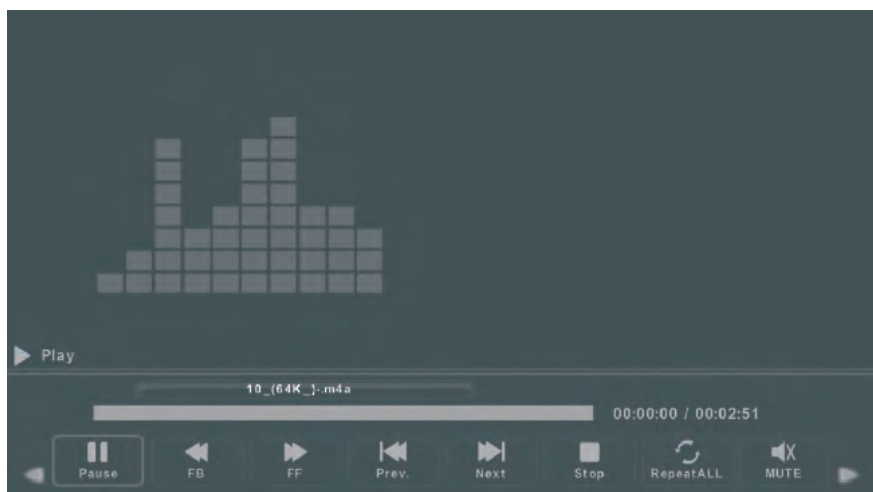 Play
10_(64K_)-.m4a
00:00:00 / 00:02:51
Pause FB FF Prev. Next Stop RepeatALL MUTE